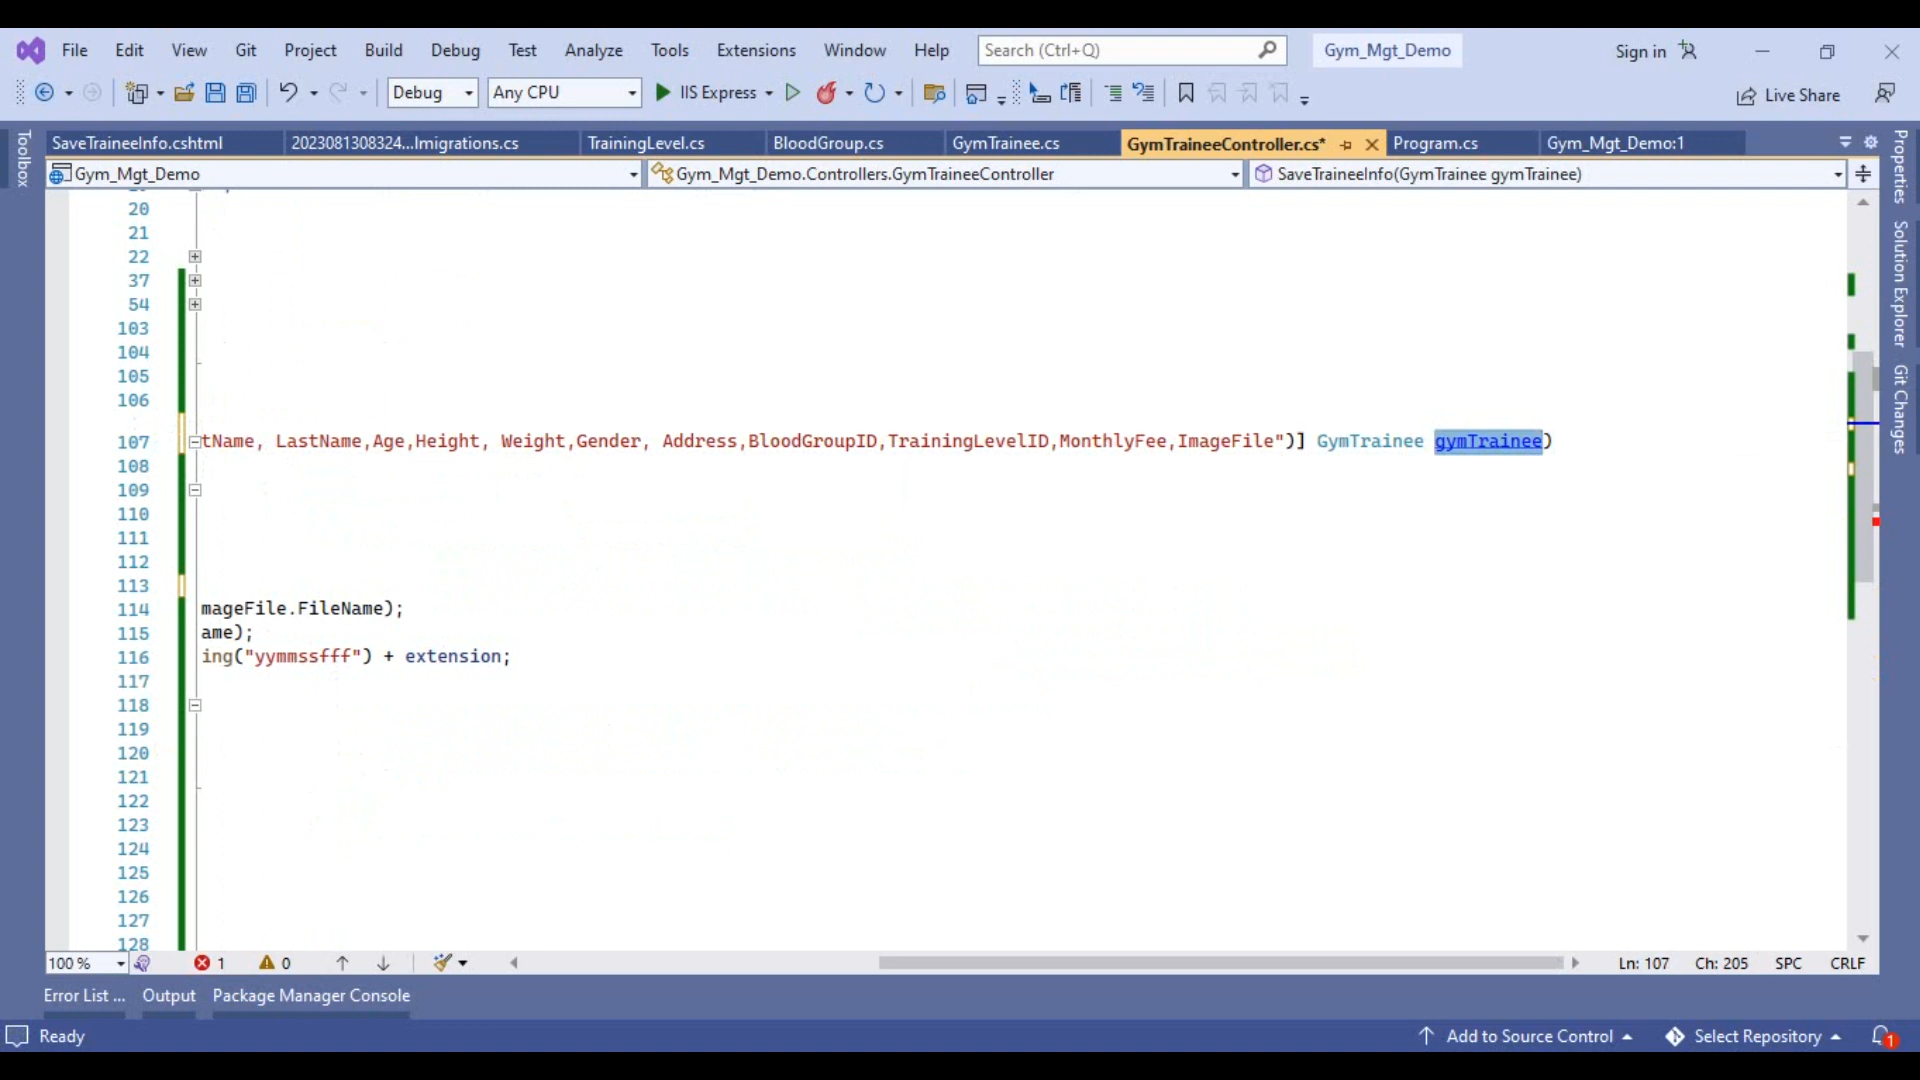 File Edit View Git Project Build Debug Test Analyze Tools Extensions Window Help Search (Ctrl+Q) Gym_Mgt_Demo Sign in
Debug Any CPU IIS Express Live Share
SaveTraineeInfo.cshtml 2023081308324...Imigrations.cs TrainingLevel.cs BloodGroup.cs GymTrainee.cs GymTraineeController.cs* Program.cs Gym_Mgt_Demo:1
Gym_Mgt_Demo Gym_Mgt_Demo.Controllers.GymTraineeController SaveTraineeInfo(GymTrainee gymTrainee)
Toolbox
Properties
Solution Explorer
Git Changes
20
21
22
37
54
103
104
105
106
107 tName, LastName,Age,Height, Weight,Gender, Address,BloodGroupID,TrainingLevelID,MonthlyFee,ImageFile")] GymTrainee gymTrainee)
108
109
110
111
112
113
114 mageFile.FileName);
115 ame);
116 ing("yymmssfff") + extension;
117
118
119
120
121
122
123
124
125
126
127
128
100 % 1 0 Ln: 107 Ch: 205 SPC CRLF
Error List ... Output Package Manager Console
Ready Add to Source Control Select Repository 1